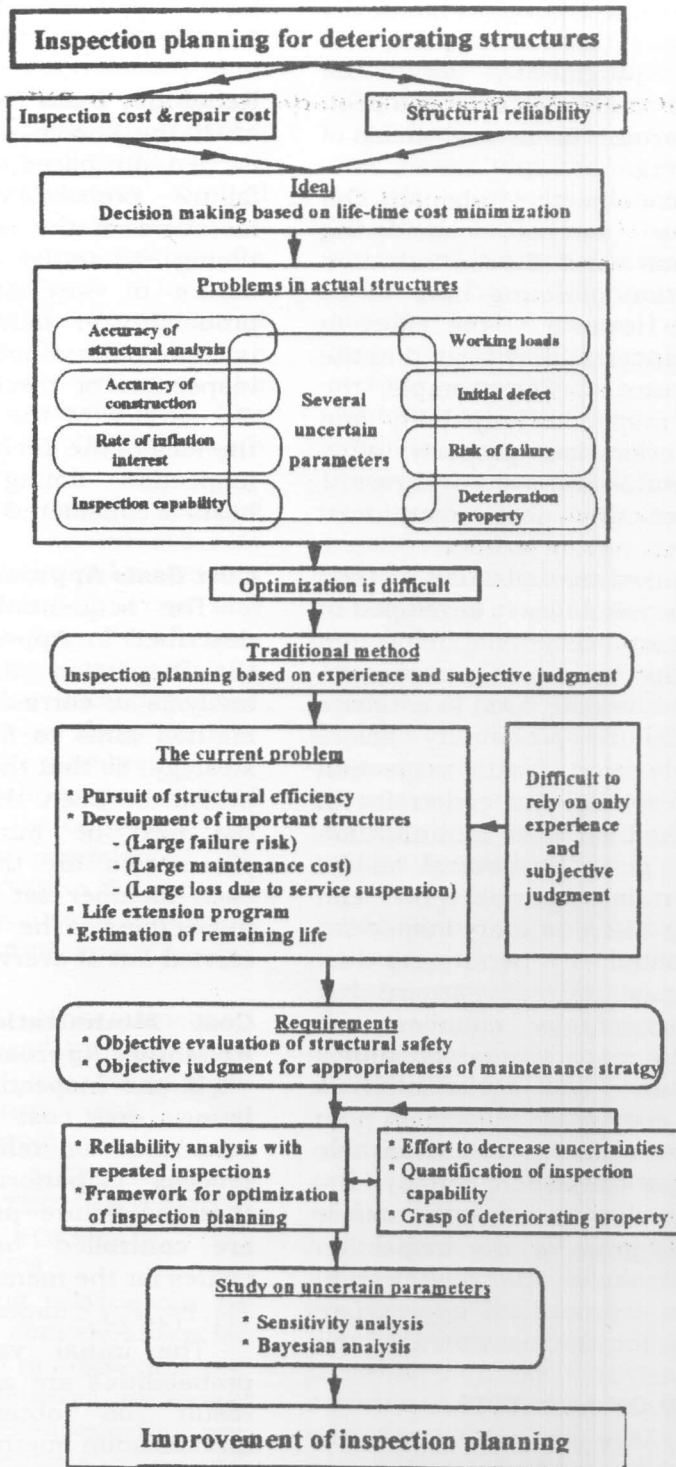 Inspection planning for deteriorating structures
Inspection cost &repair cost
Structural reliability
Ideal
Decision making based on life-time cost minimization
Problems in actual structures
Accuracy of
structural analysis
Accuracy of
construction
Rate of inflation
interest
Inspection capability
Several
uncertain
parameters
Working loads
Initial defect
Risk of failure
Deterioration
property
Optimization is difficult
Traditional method
Inspection planning based on experience and subjective judgment
The current problem
* Pursuit of structural efficiency
* Development of important structures
- (Large failure risk)
- (Large maintenance cost)
- (Large loss due to service suspension)
* Life extension program
* Estimation of remaining life
Difficult to
rely on only
experience
and
subjective
judgment
Requirements
* Objective evaluation of structural safety
* Objective judgment for appropriateness of maintenance stratgy
* Reliability analysis with
repeated inspections
* Framework for optimization
of inspection planning
* Effort to decrease uncertainties
* Quantification of inspection
capability
* Grasp of deteriorating property
Study on uncertain parameters
* Sensitivity analysis
* Bayesian analysis
Improvement of inspection planning